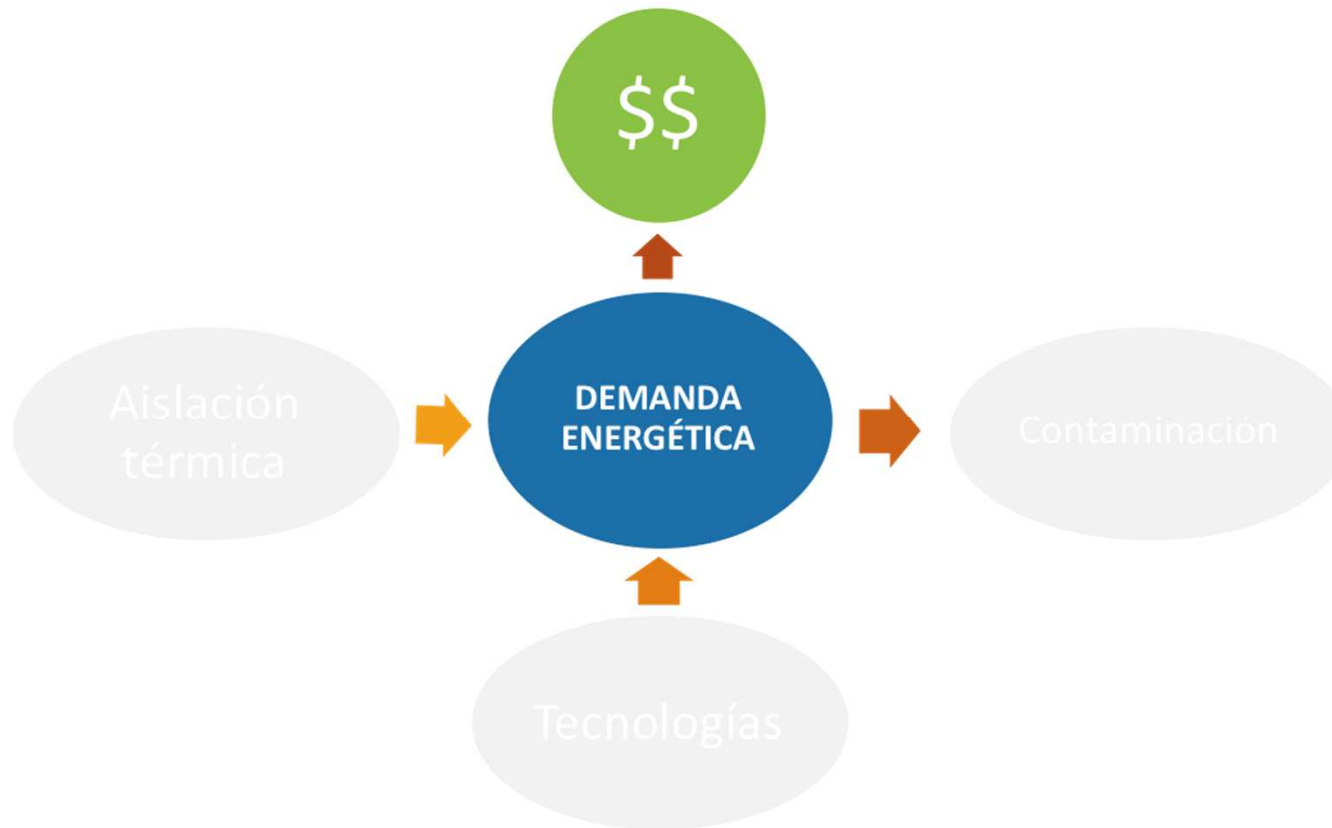 $$
Aislación
térmica
DEMANDA
ENERGÉTICA
Contaminación
Tecnologías